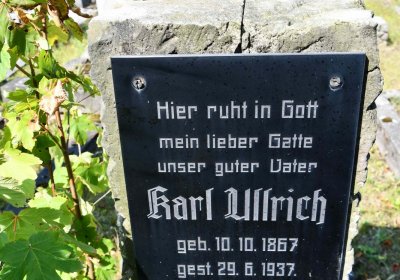 Hier ruht in Gott
mein lieber Gatte
unser guter Vater
Karl Ullrich
geb. 10. 10. 1867
gest. 29. 6. 1937.